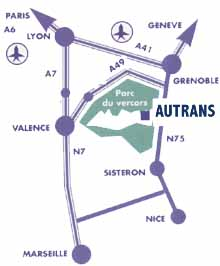 PARIS
A6
GENEVE
LYON
A41
A7
A49
GRENOBLE
Parc
du vercors
AUTRANS
VALENCE
N7
N75
SISTERON
NICE
MARSEILLE